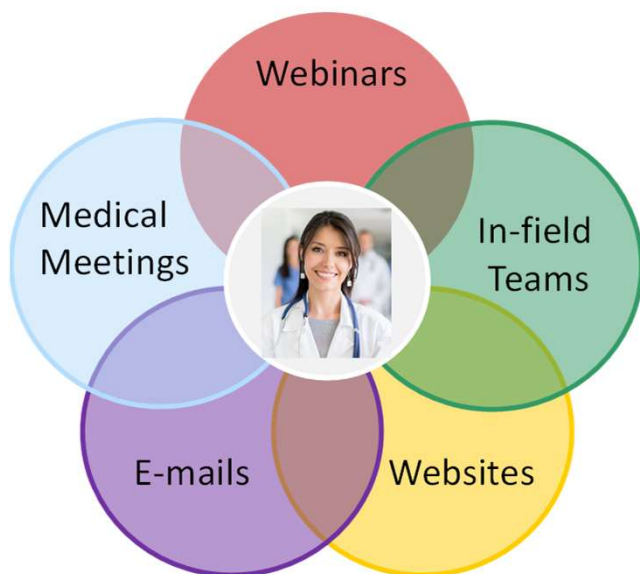 Webinars
Medical
Meetings
In-field
Teams
E-mails
Websites